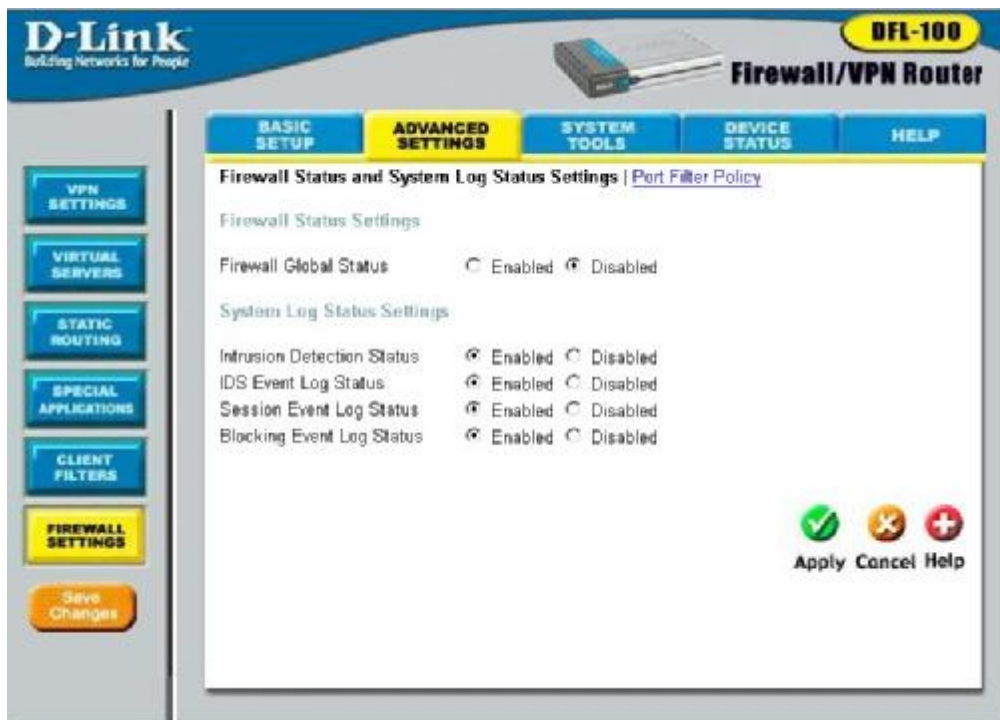 D-Link
Building Networks for People
DFL-100
Firewall/VPN Router
BASIC SETUP
ADVANCED SETTINGS
SYSTEM TOOLS
DEVICE STATUS
HELP
VPN SETTINGS
VIRTUAL SERVERS
STATIC ROUTING
SPECIAL APPLICATIONS
CLIENT FILTERS
FIREWALL SETTINGS
Save Changes
Firewall Status and System Log Status Settings | Port Filter Policy
Firewall Status Settings
Firewall Global Status Enabled Disabled
System Log Status Settings
Intrusion Detection Status Enabled Disabled
IDS Event Log Status Enabled Disabled
Session Event Log Status Enabled Disabled
Blocking Event Log Status Enabled Disabled
Apply Cancel Help